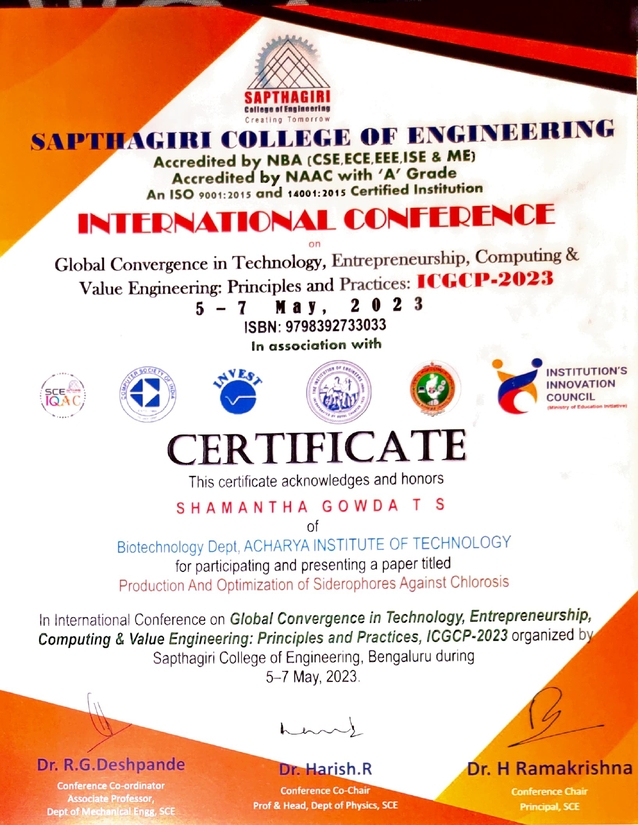 SAPTHAGIRI
College of Engineering
Creating Tomorrow
SAPTHAGIRI COLLEGE OF ENGINEERING
Accredited by NBA (CSE,ECE,EEE,ISE & ME)
Accredited by NAAC with 'A' Grade
An ISO 9001:2015 and 14001:2015 Certified Institution
INTERNATIONAL CONFERENCE
on
Global Convergence in Technology, Entrepreneurship, Computing &
Value Engineering: Principles and Practices: ICGCP-2023
5 - 7 May, 2023
ISBN: 9798392733033
In association with
SCE
IQAC
COMPUTER SOCIETY OF INDIA
INVEST
THE INSTITUTION OF ENGINEERS
INSTITUTION'S
INNOVATION
COUNCIL
(Ministry of Education Initiative)
CERTIFICATE
This certificate acknowledges and honors
SHAMANTHA GOWDA T S
of
Biotechnology Dept, ACHARYA INSTITUTE OF TECHNOLOGY
for participating and presenting a paper titled
Production And Optimization of Siderophores Against Chlorosis
In International Conference on Global Convergence in Technology, Entrepreneurship,
Computing & Value Engineering: Principles and Practices, ICGCP-2023 organized by
Sapthagiri College of Engineering, Bengaluru during
5-7 May, 2023.
Dr. R.G.Deshpande
Conference Co-ordinator
Associate Professor,
Dept of Mechanical Engg, SCE
Dr. Harish.R
Conference Co-Chair
Prof & Head, Dept of Physics, SCE
Dr. H Ramakrishna
Conference Chair
Principal, SCE